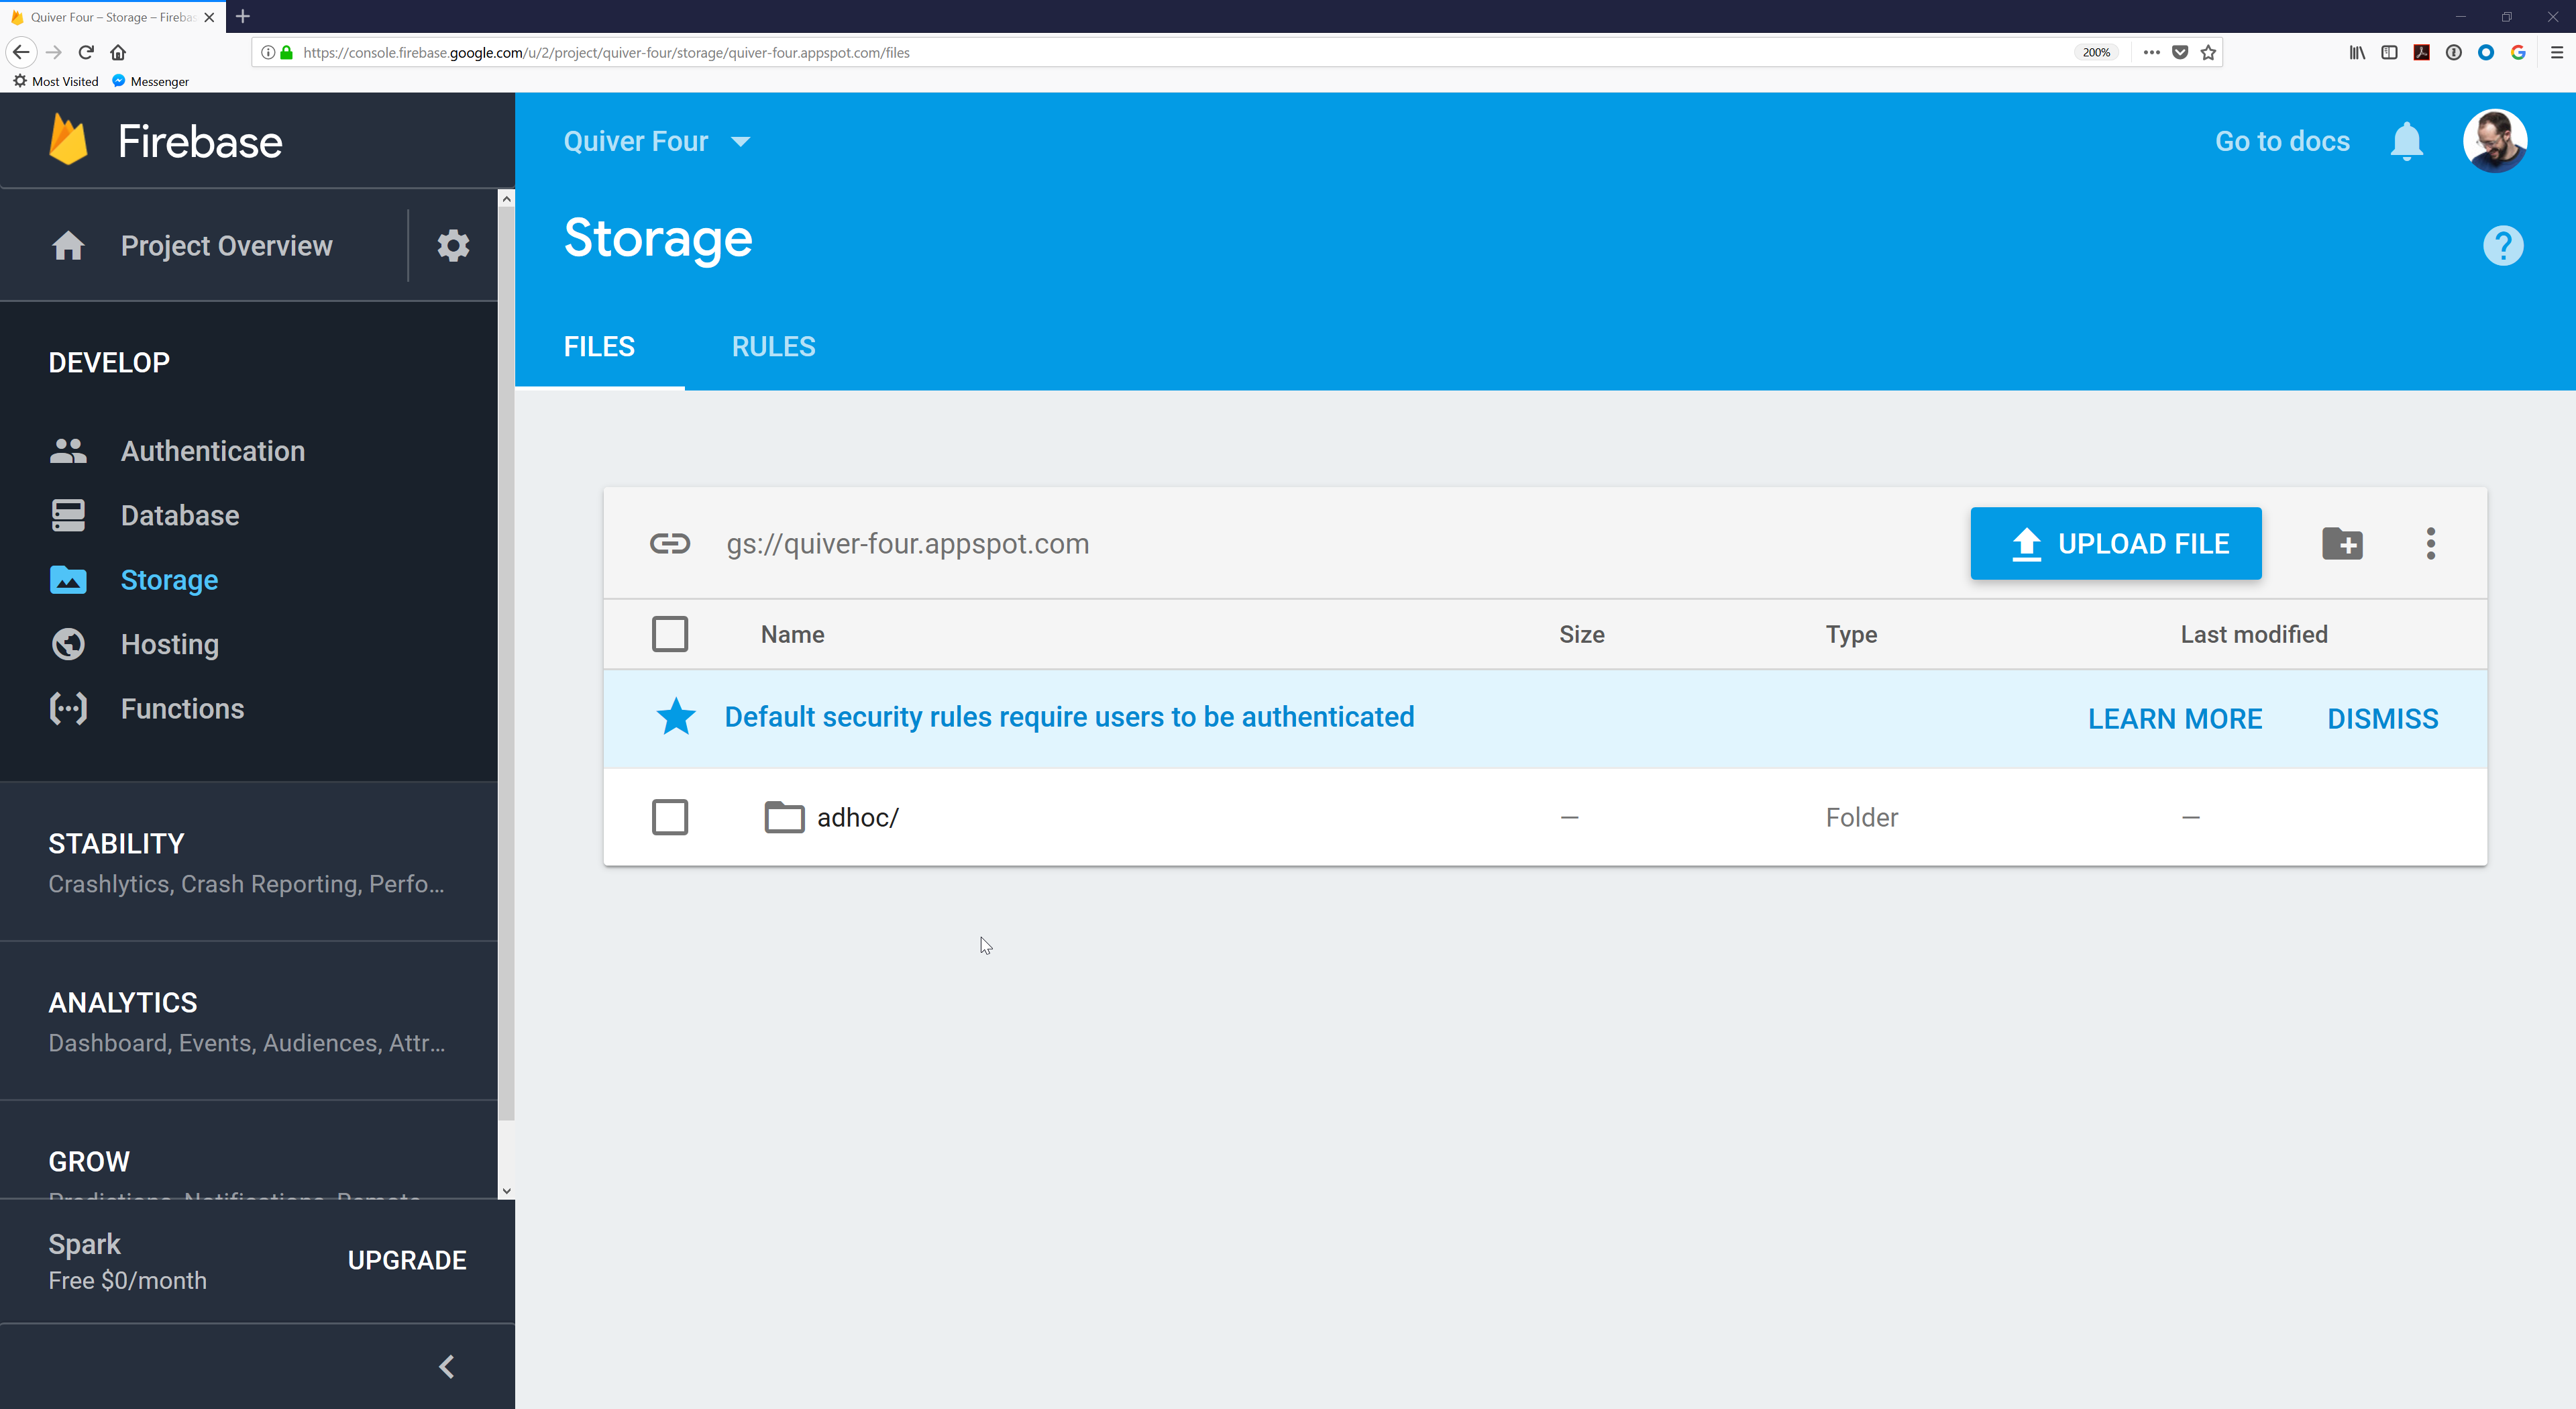 Quiver Four – Storage – Fireba
https://console.firebase.google.com/u/2/project/quiver-four/storage/quiver-four.appspot.com/files
200%
Most Visited
Messenger
Firebase
Quiver Four
Go to docs
Project Overview
Storage
FILES
RULES
DEVELOP
Authentication
Database
Storage
Hosting
Functions
gs://quiver-four.appspot.com
UPLOAD FILE
Name
Size
Type
Last modified
Default security rules require users to be authenticated
LEARN MORE
DISMISS
adhoc/
—
Folder
—
STABILITY
Crashlytics, Crash Reporting, Perfo...
ANALYTICS
Dashboard, Events, Audiences, Attr...
GROW
Predictions, Notifications, Remote
Spark
Free $0/month
UPGRADE